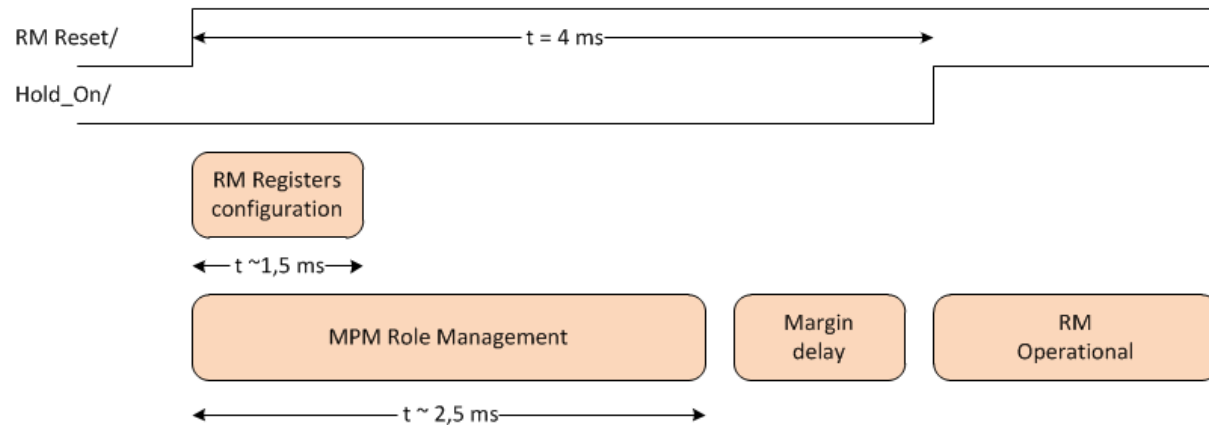 RM Reset/
t = 4 ms
Hold_On/
RM Registers
configuration
t ~1,5 ms
MPM Role Management
Margin
delay
RM
Operational
t ~ 2,5 ms